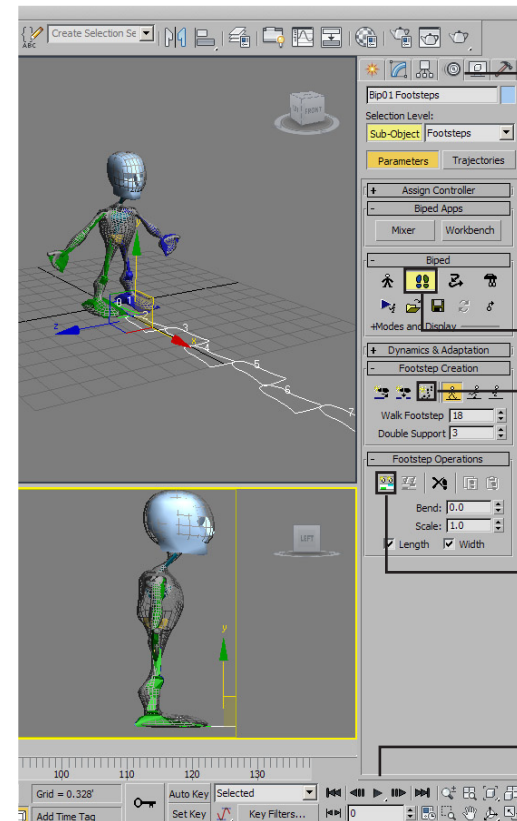 ABC
Create Selection Se
FRONT
Bip01 Footsteps
Selection Level:
Sub-Object Footsteps
Parameters Trajectories
+ Assign Controller
- Biped Apps
Mixer Workbench
- Biped
+Modes and Display
+ Dynamics & Adaptation
- Footstep Creation
Walk Footstep 18
Double Support 3
- Footstep Operations
Bend: 0.0
Scale: 1.0
Length Width
0 1
2
3
4
5
6
7
z
x
LEFT
y
100 110 120 130
Grid = 0.328' Auto Key Selected
Add Time Tag Set Key Key Filters... 0